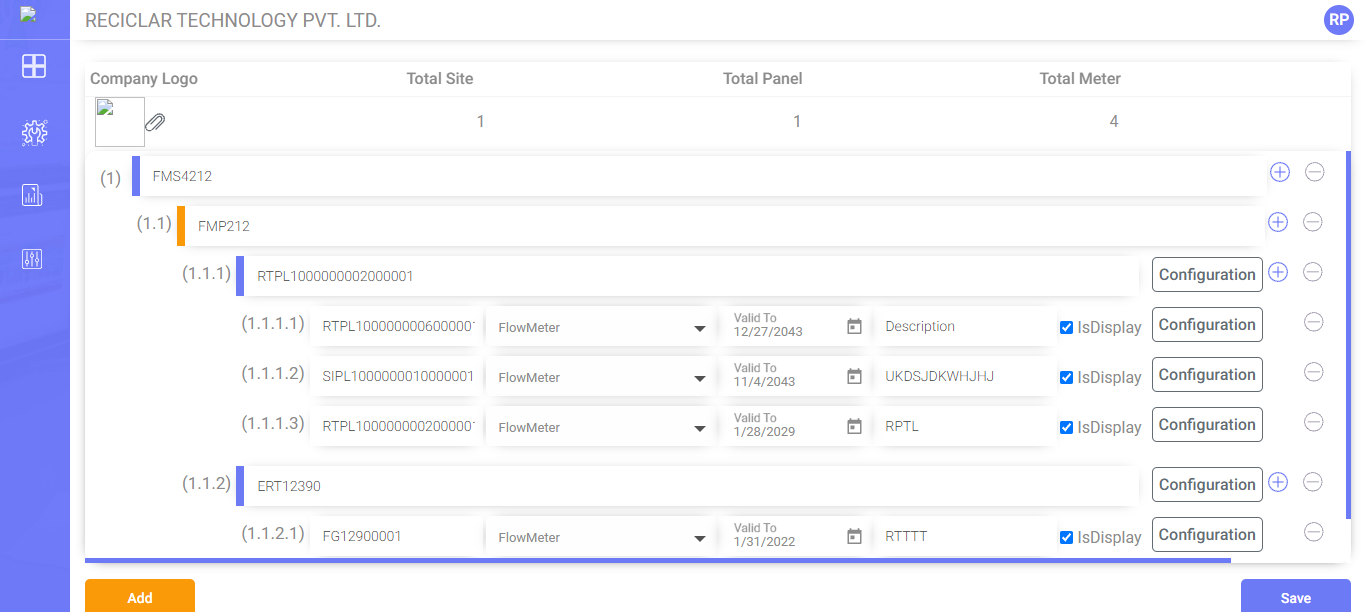 RECICLAR TECHNOLOGY PVT. LTD.
RP
Company Logo Total Site Total Panel Total Meter
1 1 4
(1) FMS4212
(1.1) FMP212
(1.1.1) RTPL1000000002000001 Configuration
(1.1.1.1) RTPL100000000600000 FlowMeter Valid To 12/27/2043 Description IsDisplay Configuration
(1.1.1.2) SIPL1000000010000001 FlowMeter Valid To 11/4/2043 UKDSJDKWHJHJ IsDisplay Configuration
(1.1.1.3) RTPL100000000200000 FlowMeter Valid To 1/28/2029 RPTL IsDisplay Configuration
(1.1.2) ERT12390 Configuration
(1.1.2.1) FG12900001 FlowMeter Valid To 1/31/2022 RTTTT IsDisplay Configuration
Add Save